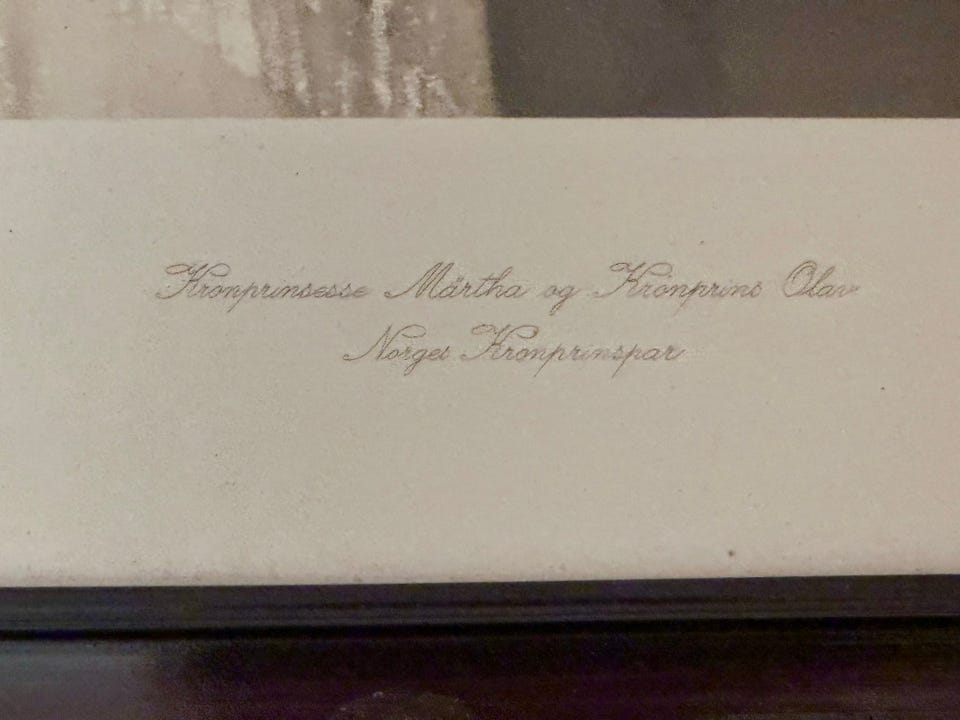 Kronprinsesse Märtha og Kronprins Olav
Norges Kronprinspar